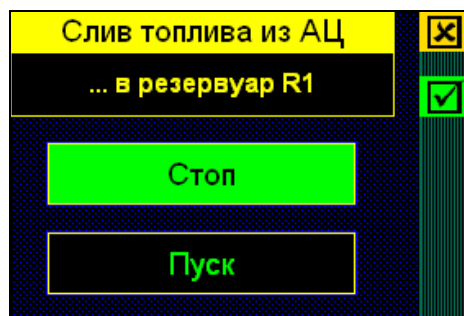 Слив топлива из АЦ
... в резервуар R1
Стоп
Пуск